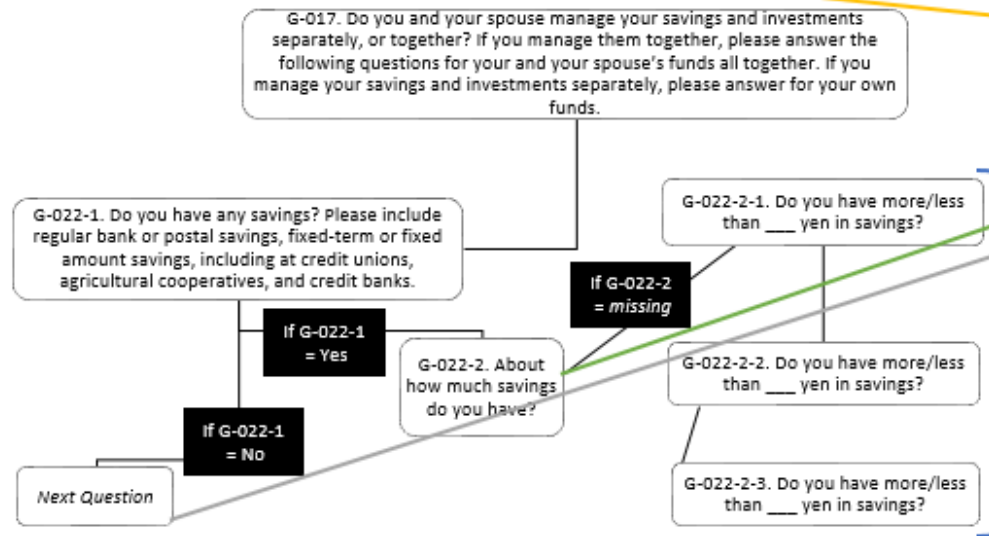 G-017. Do you and your spouse manage your savings and investments
separately, or together? If you manage them together, please answer the
following questions for your and your spouse's funds all together. If you
manage your savings and investments separately, please answer for your own
funds.
G-022-1. Do you have any savings? Please include
regular bank or postal savings, fixed-term or fixed
amount savings, including at credit unions,
agricultural cooperatives, and credit banks.
If G-022-1
= Yes
If G-022-1
= No
Next Question
G-022-2. About
how much savings
do you have?
If G-022-2
= missing
G-022-2-1. Do you have more/less
than ___ yen in savings?
G-022-2-2. Do you have more/less
than ___ yen in savings?
G-022-2-3. Do you have more/less
than ___ yen in savings?